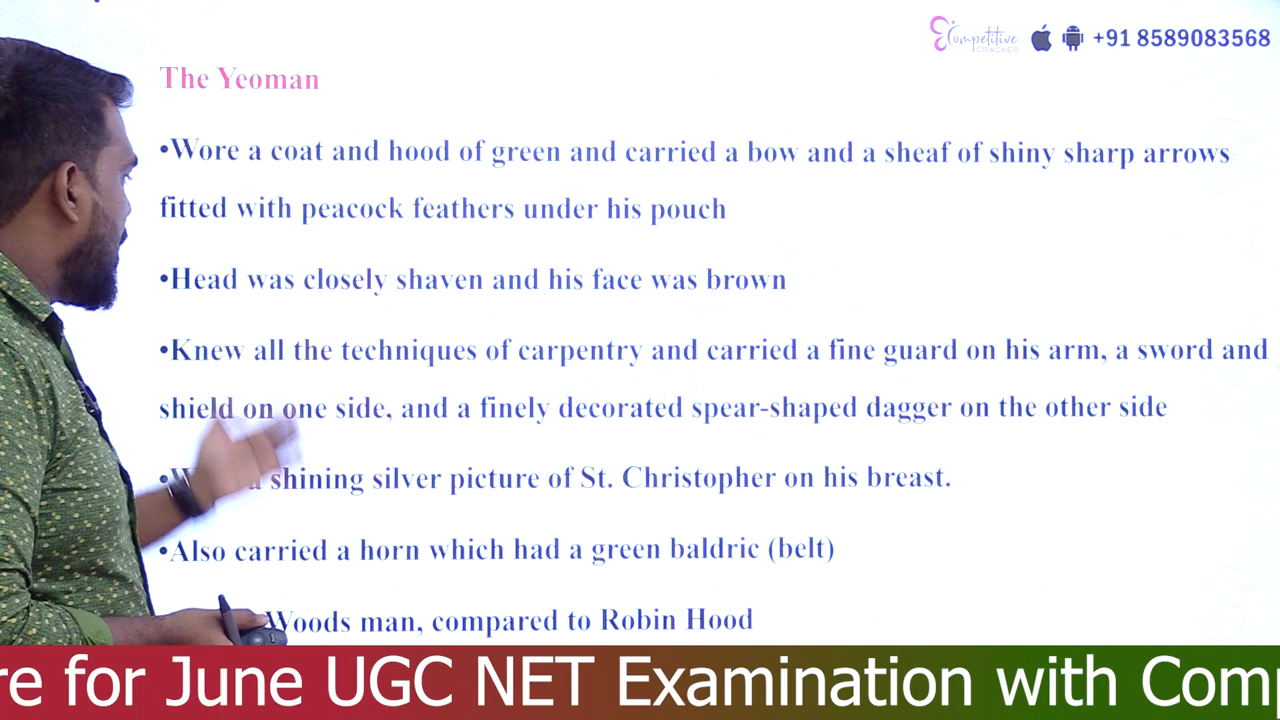 Competitive
CRACKER
+91 8589083568
The Yeoman
•Wore a coat and hood of green and carried a bow and a sheaf of shiny sharp arrows
fitted with peacock feathers under his pouch
•Head was closely shaven and his face was brown
•Knew all the techniques of carpentry and carried a fine guard on his arm, a sword and
shield on one side, and a finely decorated spear-shaped dagger on the other side
• shining silver picture of St. Christopher on his breast.
•Also carried a horn which had a green baldric (belt)
Woods man, compared to Robin Hood
re for June UGC NET Examination with Comp